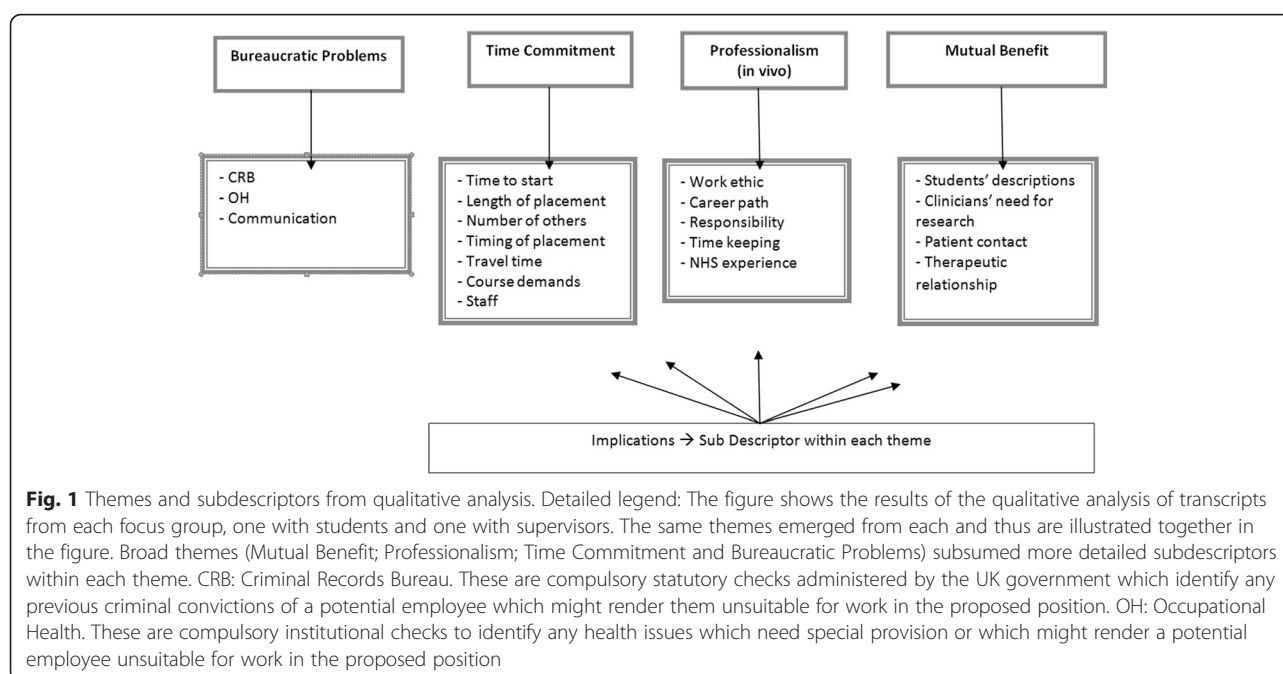 Bureaucratic Problems
Time Commitment
Professionalism
(in vivo)
Mutual Benefit
- CRB
- OH
- Communication
- Time to start
- Length of placement
- Number of others
- Timing of placement
- Travel time
- Course demands
- Staff
- Work ethic
- Career path
- Responsibility
- Time keeping
- NHS experience
- Students' descriptions
- Clinicians' need for
research
- Patient contact
- Therapeutic
relationship
Implications → Sub Descriptor within each theme
Fig. 1 Themes and subdescriptors from qualitative analysis. Detailed legend: The figure shows the results of the qualitative analysis of transcripts
from each focus group, one with students and one with supervisors. The same themes emerged from each and thus are illustrated together in
the figure. Broad themes (Mutual Benefit; Professionalism; Time Commitment and Bureaucratic Problems) subsumed more detailed subdescriptors
within each theme. CRB: Criminal Records Bureau. These are compulsory statutory checks administered by the UK government which identify any
previous criminal convictions of a potential employee which might render them unsuitable for work in the proposed position. OH: Occupational
Health. These are compulsory institutional checks to identify any health issues which need special provision or which might render a potential
employee unsuitable for work in the proposed position